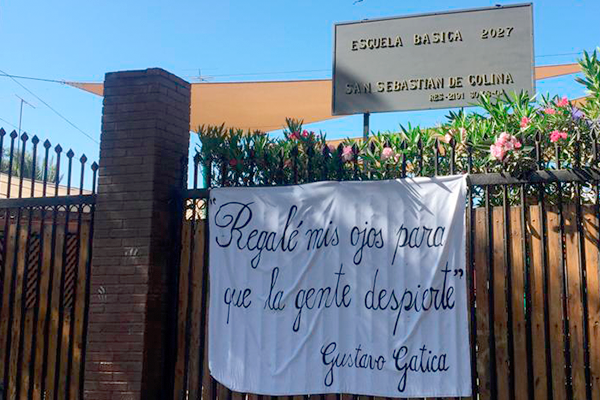 ESCUELA BASICA 2027
SAN SEBASTIAN DE COLINA
"Regalé mis ojos para
que la gente despierte"
Gustavo Gatica